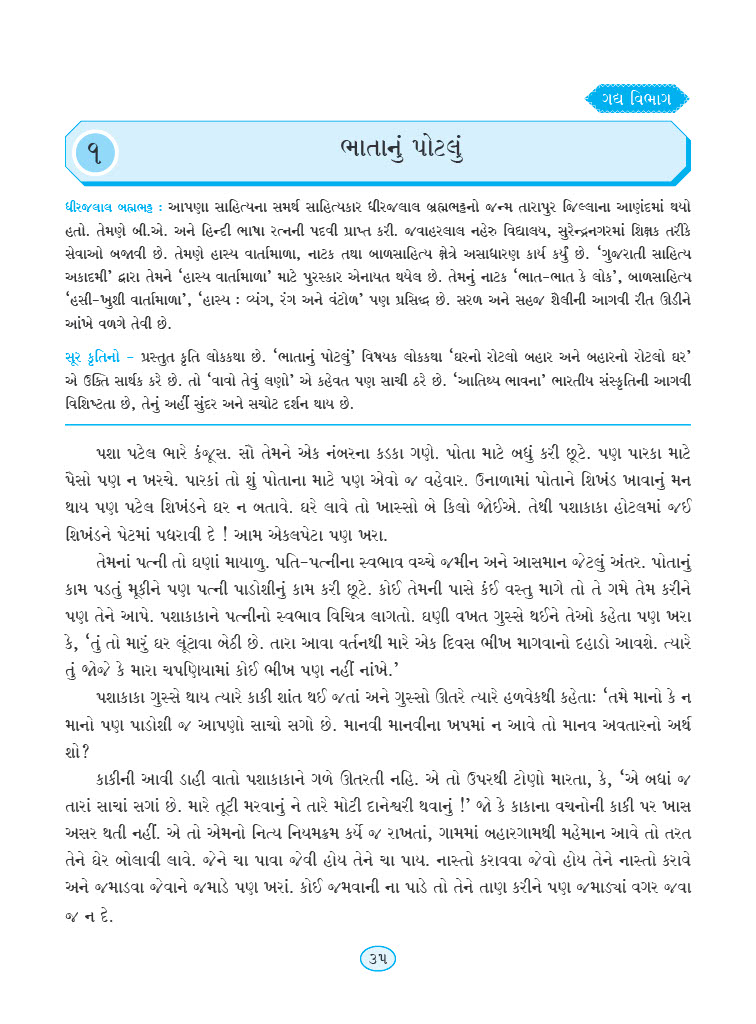 ગદ્ય વિભાગ
૧
ભાતાનું પોટલું
ધીરજલાલ બ્રહ્મભટ્ટ : આપણા સાહિત્યના સમર્થ સાહિત્યકાર ધીરજલાલ બ્રહ્મભટ્ટનો જન્મ તારાપુર જિલ્લાના આણંદમાં થયો
હતો. તેમણે બી.એ. અને હિન્દી ભાષા રત્નની પદવી પ્રાપ્ત કરી. જવાહરલાલ નહેરુ વિદ્યાલય, સુરેન્દ્રનગરમાં શિક્ષક તરીકે
સેવાઓ બજાવી છે. તેમણે હાસ્ય વાર્તામાળા, નાટક તથા બાળસાહિત્ય ક્ષેત્રે અસાધારણ કાર્ય કર્યું છે. ‘ગુજરાતી સાહિત્ય
અકાદમી’ દ્વારા તેમને ‘હાસ્ય વાર્તામાળા’ માટે પુરસ્કાર એનાયત થયેલ છે. તેમનું નાટક ‘ભાત-ભાત કે લોક’, બાળસાહિત્ય
‘હસી-ખુશી વાર્તામાળા’, ‘હાસ્ય : વ્યંગ, રંગ અને વંટોળ’ પણ પ્રસિદ્ધ છે. સરળ અને સહજ શૈલીની આગવી રીત ઊડીને
આંખે વળગે તેવી છે.
સૂર કૃતિનો – પ્રસ્તુત કૃતિ લોકકથા છે. ‘ભાતાનું પોટલું’ વિષયક લોકકથા ‘ઘરનો રોટલો બહાર અને બહારનો રોટલો ઘર’
એ ઉક્તિ સાર્થક કરે છે. તો ‘વાવો તેવું લણો’ એ કહેવત પણ સાચી ઠરે છે. ‘આતિથ્ય ભાવના’ ભારતીય સંસ્કૃતિની આગવી
વિશિષ્ટતા છે, તેનું અહીં સુંદર અને સચોટ દર્શન થાય છે.
પશા પટેલ ભારે કંજૂસ. સૌ તેમને એક નંબરના કડકા ગણે. પોતા માટે બધું કરી છૂટે. પણ પારકા માટે
પૈસો પણ ન ખરચે. પારકાં તો શું પોતાના માટે પણ એવો જ વહેવાર. ઉનાળામાં પોતાને શિખંડ ખાવાનું મન
થાય પણ પટેલ શિખંડને ઘર ન બતાવે. ઘરે લાવે તો ખાસ્સો બે કિલો જોઈએ. તેથી પશાકાકા હોટલમાં જઈ
શિખંડને પેટમાં પધરાવી દે ! આમ એકલપેટા પણ ખરા.
તેમનાં પત્ની તો ઘણાં માયાળુ. પતિ-પત્નીના સ્વભાવ વચ્ચે જમીન અને આસમાન જેટલું અંતર. પોતાનું
કામ પડતું મૂકીને પણ પત્ની પાડોશીનું કામ કરી છૂટે. કોઈ તેમની પાસે કંઈ વસ્તુ માગે તો તે ગમે તેમ કરીને
પણ તેને આપે. પશાકાકાને પત્નીનો સ્વભાવ વિચિત્ર લાગતો. ઘણી વખત ગુસ્સે થઈને તેઓ કહેતા પણ ખરા
કે, ‘તું તો મારું ઘર લૂંટાવા બેઠી છે. તારા આવા વર્તનથી મારે એક દિવસ ભીખ માગવાનો દહાડો આવશે. ત્યારે
તું જોજે કે મારા ચપણિયામાં કોઈ ભીખ પણ નહીં નાંખે.’
પશાકાકા ગુસ્સે થાય ત્યારે કાકી શાંત થઈ જતાં અને ગુસ્સો ઊતરે ત્યારે હળવેકથી કહેતાઃ ‘તમે માનો કે ન
માનો પણ પાડોશી જ આપણો સાચો સગો છે. માનવી માનવીના ખપમાં ન આવે તો માનવ અવતારનો અર્થ
શો?
કાકીની આવી ડાહી વાતો પશાકાકાને ગળે ઊતરતી નહિ. એ તો ઉપરથી ટોણો મારતા, કે, ‘એ બધાં જ
તારાં સાચાં સગાં છે. મારે તૂટી મરવાનું ને તારે મોટી દાનેશ્વરી થવાનું !’ જો કે કાકાના વચનોની કાકી પર ખાસ
અસર થતી નહીં. એ તો એમનો નિત્ય નિયમક્રમ કર્યે જ રાખતાં, ગામમાં બહારગામથી મહેમાન આવે તો તરત
તેને ઘેર બોલાવી લાવે. જેને ચા પાવા જેવી હોય તેને ચા પાય. નાસ્તો કરાવવા જેવો હોય તેને નાસ્તો કરાવે
અને જમાડવા જેવાને જમાડે પણ ખરાં. કોઈ જમવાની ના પાડે તો તેને તાણ કરીને પણ જમાડ્યાં વગર જવા
જ ન દે.
૩૫